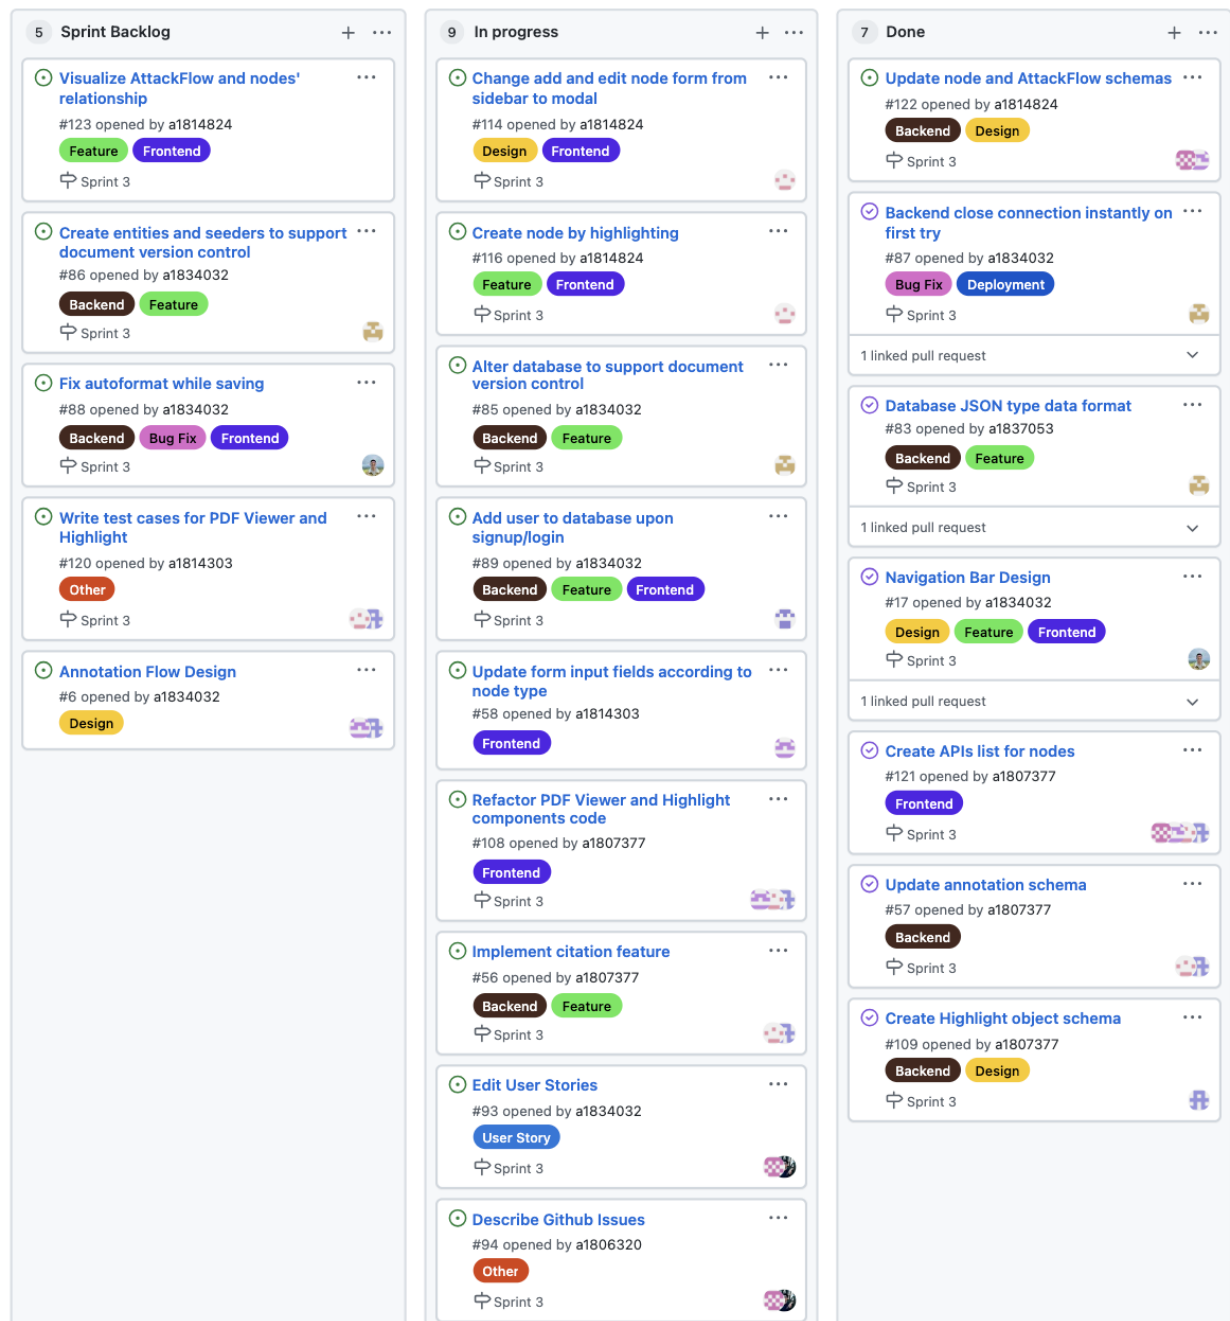 5 Sprint Backlog
Visualize AttackFlow and nodes'
relationship
#123 opened by a1814824
Feature Frontend
Sprint 3
Create entities and seeders to support
document version control
#86 opened by a1834032
Backend Feature
Sprint 3
Fix autoformat while saving
#88 opened by a1834032
Backend Bug Fix Frontend
Sprint 3
Write test cases for PDF Viewer and
Highlight
#120 opened by a1814303
Other
Sprint 3
Annotation Flow Design
#6 opened by a1834032
Design
9 In progress
Change add and edit node form from
sidebar to modal
#114 opened by a1814824
Design Frontend
Sprint 3
Create node by highlighting
#116 opened by a1814824
Feature Frontend
Sprint 3
Alter database to support document
version control
#85 opened by a1834032
Backend Feature
Sprint 3
Add user to database upon
signup/login
#89 opened by a1834032
Backend Feature Frontend
Sprint 3
Update form input fields according to
node type
#58 opened by a1814303
Frontend
Refactor PDF Viewer and Highlight
components code
#108 opened by a1807377
Frontend
Sprint 3
Implement citation feature
#56 opened by a1807377
Backend Feature
Sprint 3
Edit User Stories
#93 opened by a1834032
User Story
Sprint 3
Describe Github Issues
#94 opened by a1806320
Other
Sprint 3
7 Done
Update node and AttackFlow schemas
#122 opened by a1814824
Backend Design
Sprint 3
Backend close connection instantly on
first try
#87 opened by a1834032
Bug Fix Deployment
Sprint 3
1 linked pull request
Database JSON type data format
#83 opened by a1837053
Backend Feature
Sprint 3
1 linked pull request
Navigation Bar Design
#17 opened by a1834032
Design Feature Frontend
Sprint 3
1 linked pull request
Create APIs list for nodes
#121 opened by a1807377
Frontend
Sprint 3
Update annotation schema
#57 opened by a1807377
Backend
Sprint 3
Create Highlight object schema
#109 opened by a1807377
Backend Design
Sprint 3